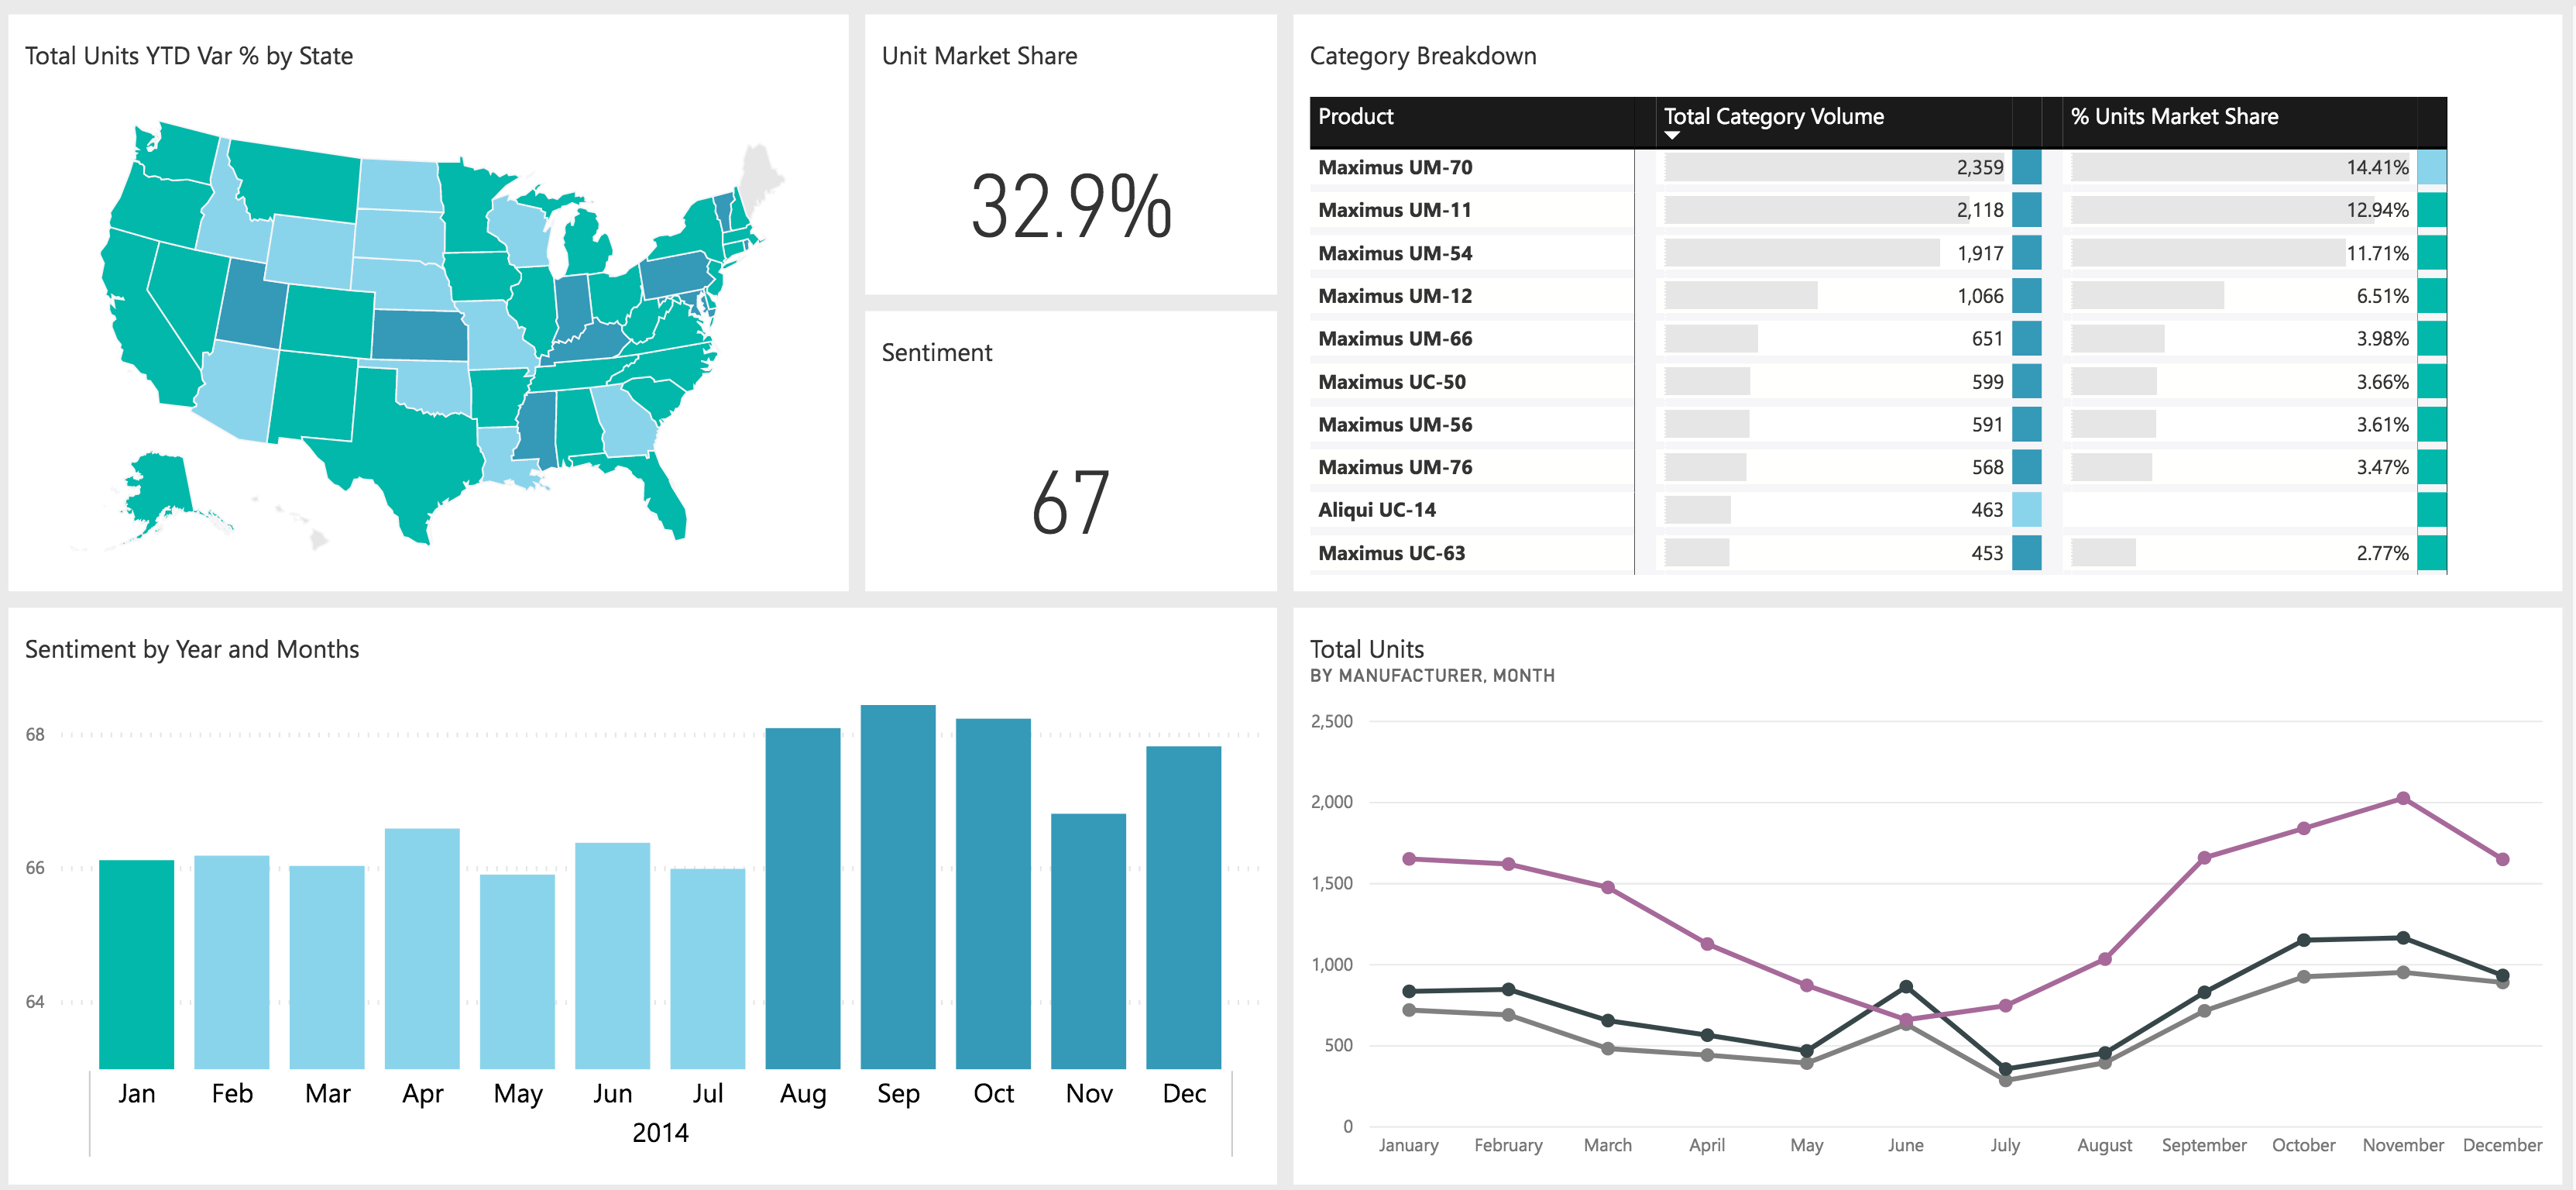 Total Units YTD Var % by State
Unit Market Share
32.9%
Sentiment
67
Category Breakdown
Product Total Category Volume % Units Market Share
Maximus UM-70 2,359 14.41%
Maximus UM-11 2,118 12.94%
Maximus UM-54 1,917 11.71%
Maximus UM-12 1,066 6.51%
Maximus UM-66 651 3.98%
Maximus UC-50 599 3.66%
Maximus UM-56 591 3.61%
Maximus UM-76 568 3.47%
Aliqui UC-14 463
Maximus UC-63 453 2.77%
Sentiment by Year and Months
68
66
64
Jan Feb Mar Apr May Jun Jul Aug Sep Oct Nov Dec
2014
Total Units
BY MANUFACTURER, MONTH
2,500
2,000
1,500
1,000
500
0
January February March April May June July August September October November December